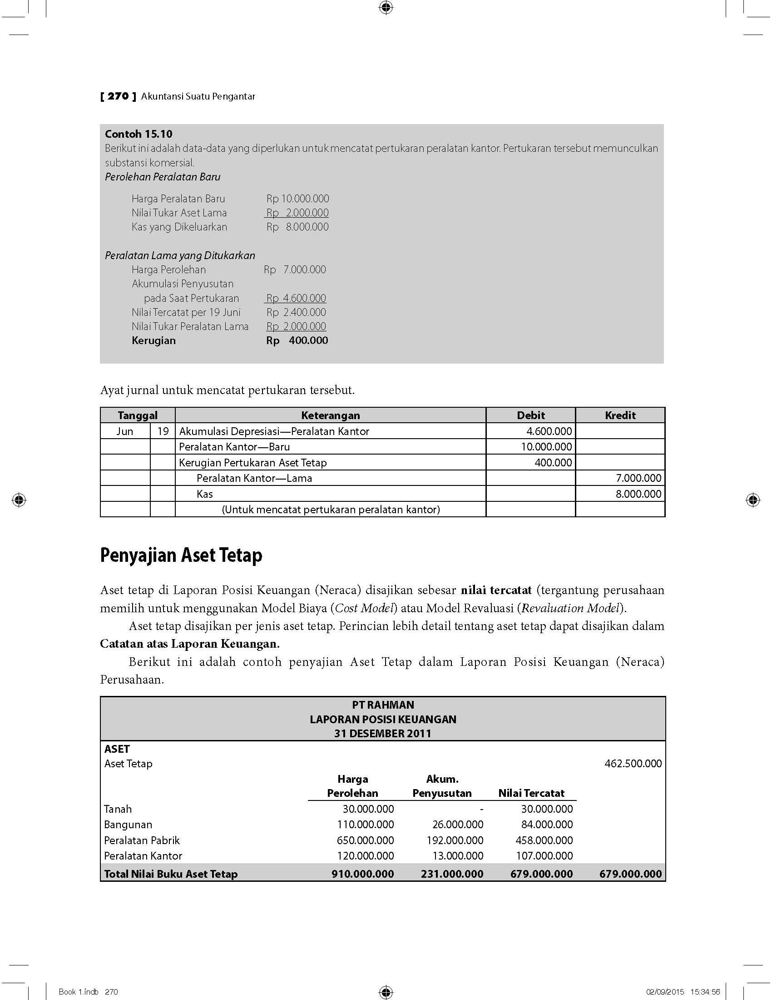 [ 270 ] Akuntansi Suatu Pengantar
Contoh 15.10
Berikut ini adalah data-data yang diperlukan untuk mencatat pertukaran peralatan kantor. Pertukaran tersebut memunculkan
substansi komersial.
Perolehan Peralatan Baru
Harga Peralatan Baru Rp 10.000.000
Nilai Tukar Aset Lama Rp 2.000.000
Kas yang Dikeluarkan Rp 8.000.000
Peralatan Lama yang Ditukarkan
Harga Perolehan Rp 7.000.000
Akumulasi Penyusutan
pada Saat Pertukaran Rp 4.600.000
Nilai Tercatat per 19 Juni Rp 2.400.000
Nilai Tukar Peralatan Lama Rp 2.000.000
Kerugian Rp 400.000
Ayat jurnal untuk mencatat pertukaran tersebut.
Tanggal Keterangan Debit Kredit
Jun 19 Akumulasi Depresiasi—Peralatan Kantor 4.600.000
Peralatan Kantor—Baru 10.000.000
Kerugian Pertukaran Aset Tetap 400.000
Peralatan Kantor—Lama 7.000.000
Kas 8.000.000
(Untuk mencatat pertukaran peralatan kantor)
Penyajian Aset Tetap
Aset tetap di Laporan Posisi Keuangan (Neraca) disajikan sebesar nilai tercatat (tergantung perusahaan
memilih untuk menggunakan Model Biaya (Cost Model) atau Model Revaluasi (Revaluation Model).
Aset tetap disajikan per jenis aset tetap. Perincian lebih detail tentang aset tetap dapat disajikan dalam
Catatan atas Laporan Keuangan.
Berikut ini adalah contoh penyajian Aset Tetap dalam Laporan Posisi Keuangan (Neraca)
Perusahaan.
PT RAHMAN
LAPORAN POSISI KEUANGAN
31 DESEMBER 2011
ASET
Aset Tetap 462.500.000
Harga Akum.
Perolehan Penyusutan Nilai Tercatat
Tanah 30.000.000 - 30.000.000
Bangunan 110.000.000 26.000.000 84.000.000
Peralatan Pabrik 650.000.000 192.000.000 458.000.000
Peralatan Kantor 120.000.000 13.000.000 107.000.000
Total Nilai Buku Aset Tetap 910.000.000 231.000.000 679.000.000 679.000.000
Book 1.indb 270 02/09/2015 15:34:56